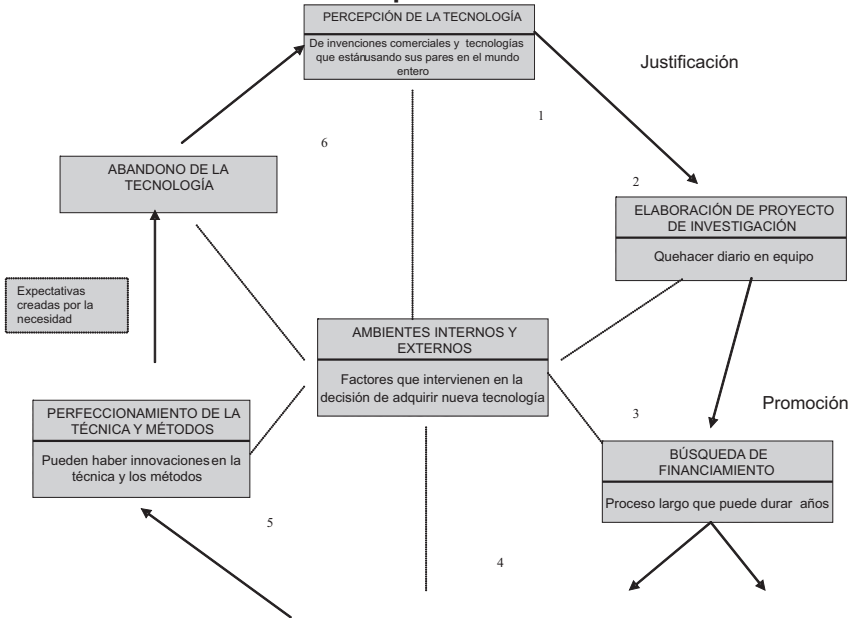 PERCEPCIÓN DE LA TECNOLOGÍA
De invenciones comerciales y tecnologías
que estánusando sus pares en el mundo
entero
Justificación
1
6
ABANDONO DE LA
TECNOLOGÍA
2
ELABORACIÓN DE PROYECTO
DE INVESTIGACIÓN
Quehacer diario en equipo
Expectativas
creadas por la
necesidad
AMBIENTES INTERNOS Y
EXTERNOS
Factores que intervienen en la
decisión de adquirir nueva tecnología
3
Promoción
PERFECCIONAMIENTO DE LA
TÉCNICA Y MÉTODOS
Pueden haber innovacionesen la
técnica y los métodos
BÚSQUEDA DE
FINANCIAMIENTO
Proceso largo que puede durar años
5
4